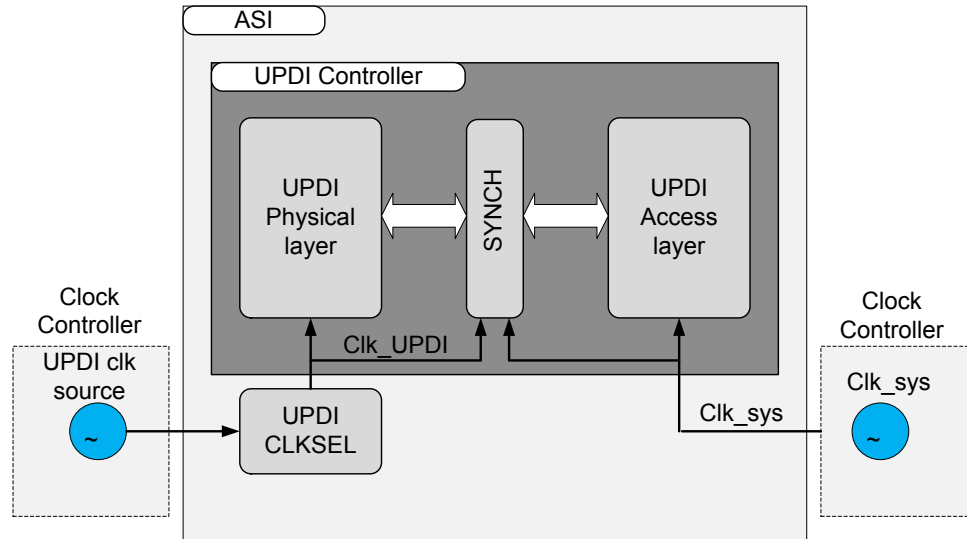 ASI
UPDI Controller
UPDI
Physical
layer
SYNCH
UPDI
Access
layer
Clock
Controller
UPDI clk
source
~
Clk_UPDI
UPDI
CLKSEL
Clk_sys
Clock
Controller
Clk_sys
~